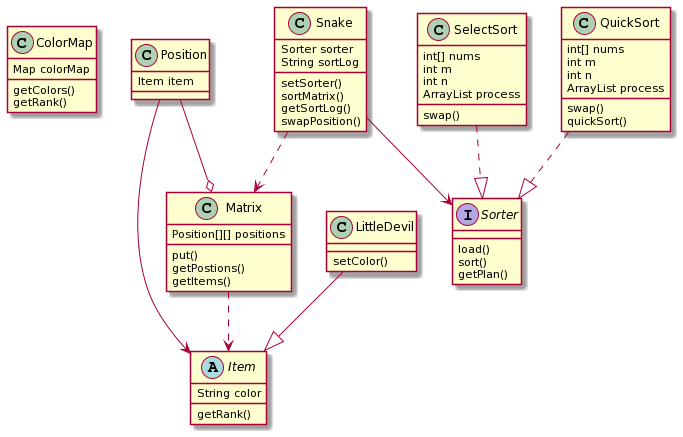 C ColorMap
Map colorMap
getColors()
getRank()
C Position
Item item
C Snake
Sorter sorter
String sortLog
setSorter()
sortMatrix()
getSortLog()
swapPosition()
C SelectSort
int[] nums
int m
int n
ArrayList process
swap()
C QuickSort
int[] nums
int m
int n
ArrayList process
swap()
quickSort()
C Matrix
Position[][] positions
put()
getPostions()
getItems()
C LittleDevil
setColor()
I Sorter
load()
sort()
getPlan()
A Item
String color
getRank()